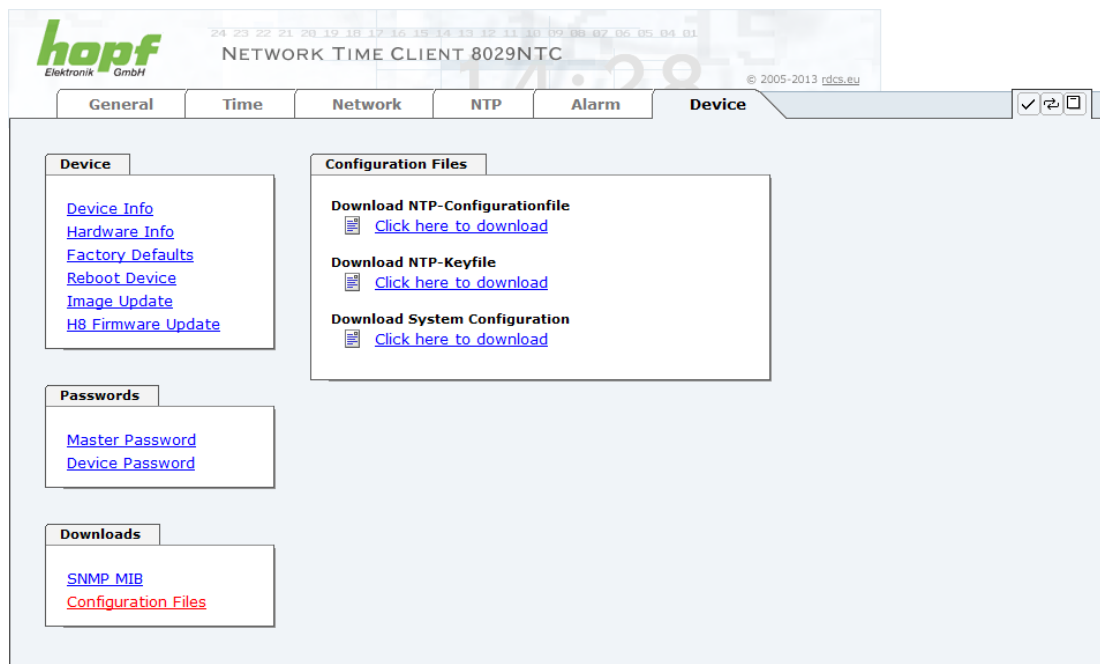 hopf
Elektronik GmbH
24 23 22 21 20 19 18 17 16 15 14 13 12 11 10 09 08 07 06 05 04 01
NETWORK TIME CLIENT 8029NTC
14:28
© 2005-2013 rdcs.eu
General Time Network NTP Alarm Device
Device
Device Info
Hardware Info
Factory Defaults
Reboot Device
Image Update
H8 Firmware Update
Passwords
Master Password
Device Password
Downloads
SNMP MIB
Configuration Files
Configuration Files
Download NTP-Configurationfile
Click here to download
Download NTP-Keyfile
Click here to download
Download System Configuration
Click here to download